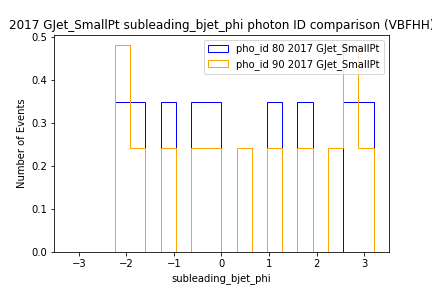 2017 GJet_SmallPt subleading_bjet_phi photon ID comparison (VBFHH)
pho_id 80 2017 GJet_SmallPt
pho_id 90 2017 GJet_SmallPt
Number of Events
0.5
0.4
0.3
0.2
0.1
0.0
−3 −2 −1 0 1 2 3
subleading_bjet_phi